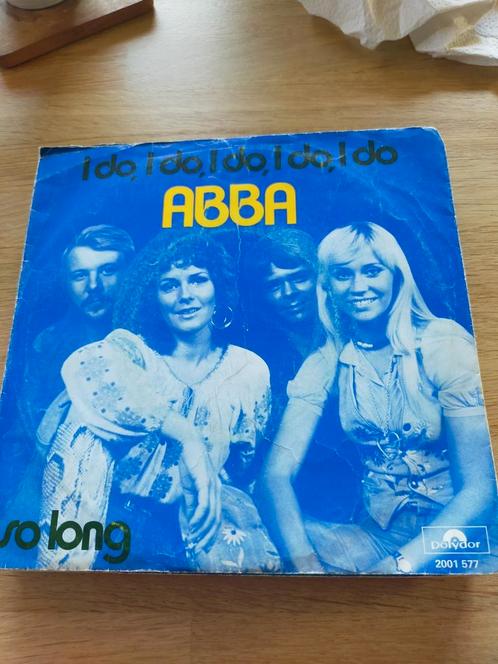 I do, I do, I do, I do, I do
ABBA
so long
Polydor
2001 577